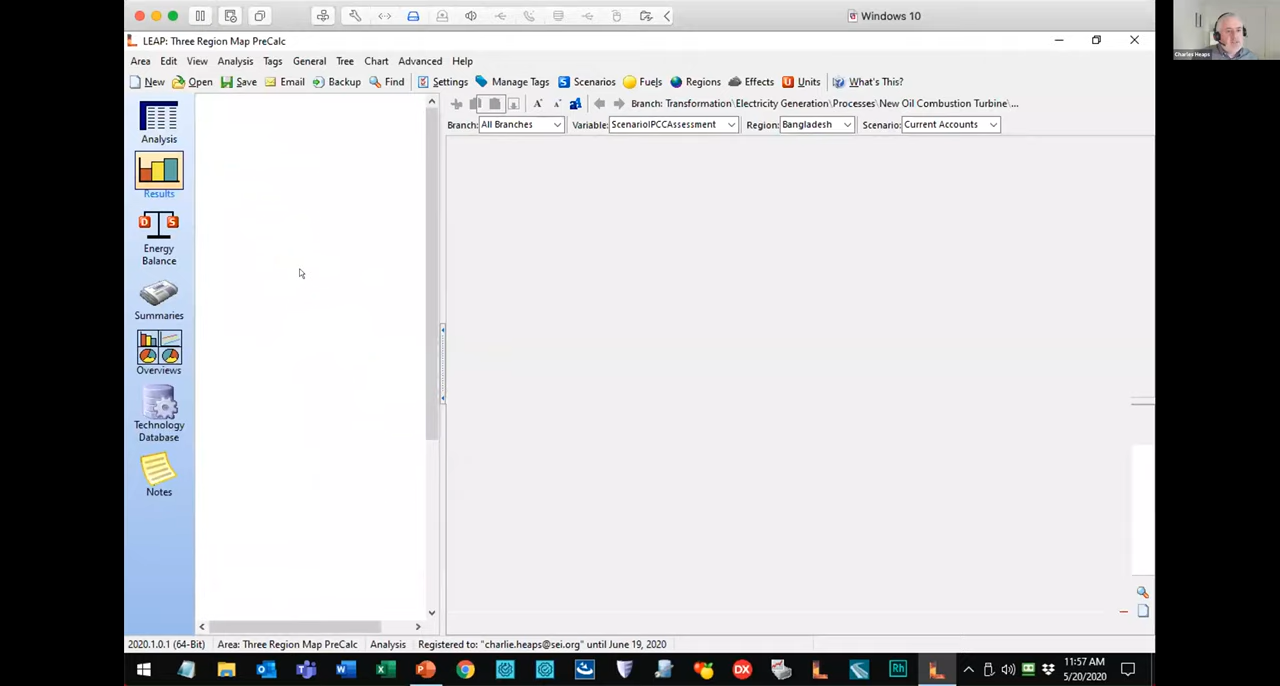 Windows 10
Charles Heaps
LEAP: Three Region Map PreCalc
Area Edit View Analysis Tags General Tree Chart Advanced Help
New Open Save Email Backup Find Settings Manage Tags Scenarios Fuels Regions Effects Units What's This?
Branch: Transformation\Electricity Generation\Processes\New Oil Combustion Turbine\...
Branch: All Branches Variable: ScenarioIPCCAssessment Region: Bangladesh Scenario: Current Accounts
Analysis
Results
Energy
Balance
Summaries
Overviews
Technology
Database
Notes
2020.1.0.1 (64-Bit) Area: Three Region Map PreCalc Analysis Registered to: "charlie.heaps@sei.org" until June 19, 2020
11:57 AM
5/20/2020